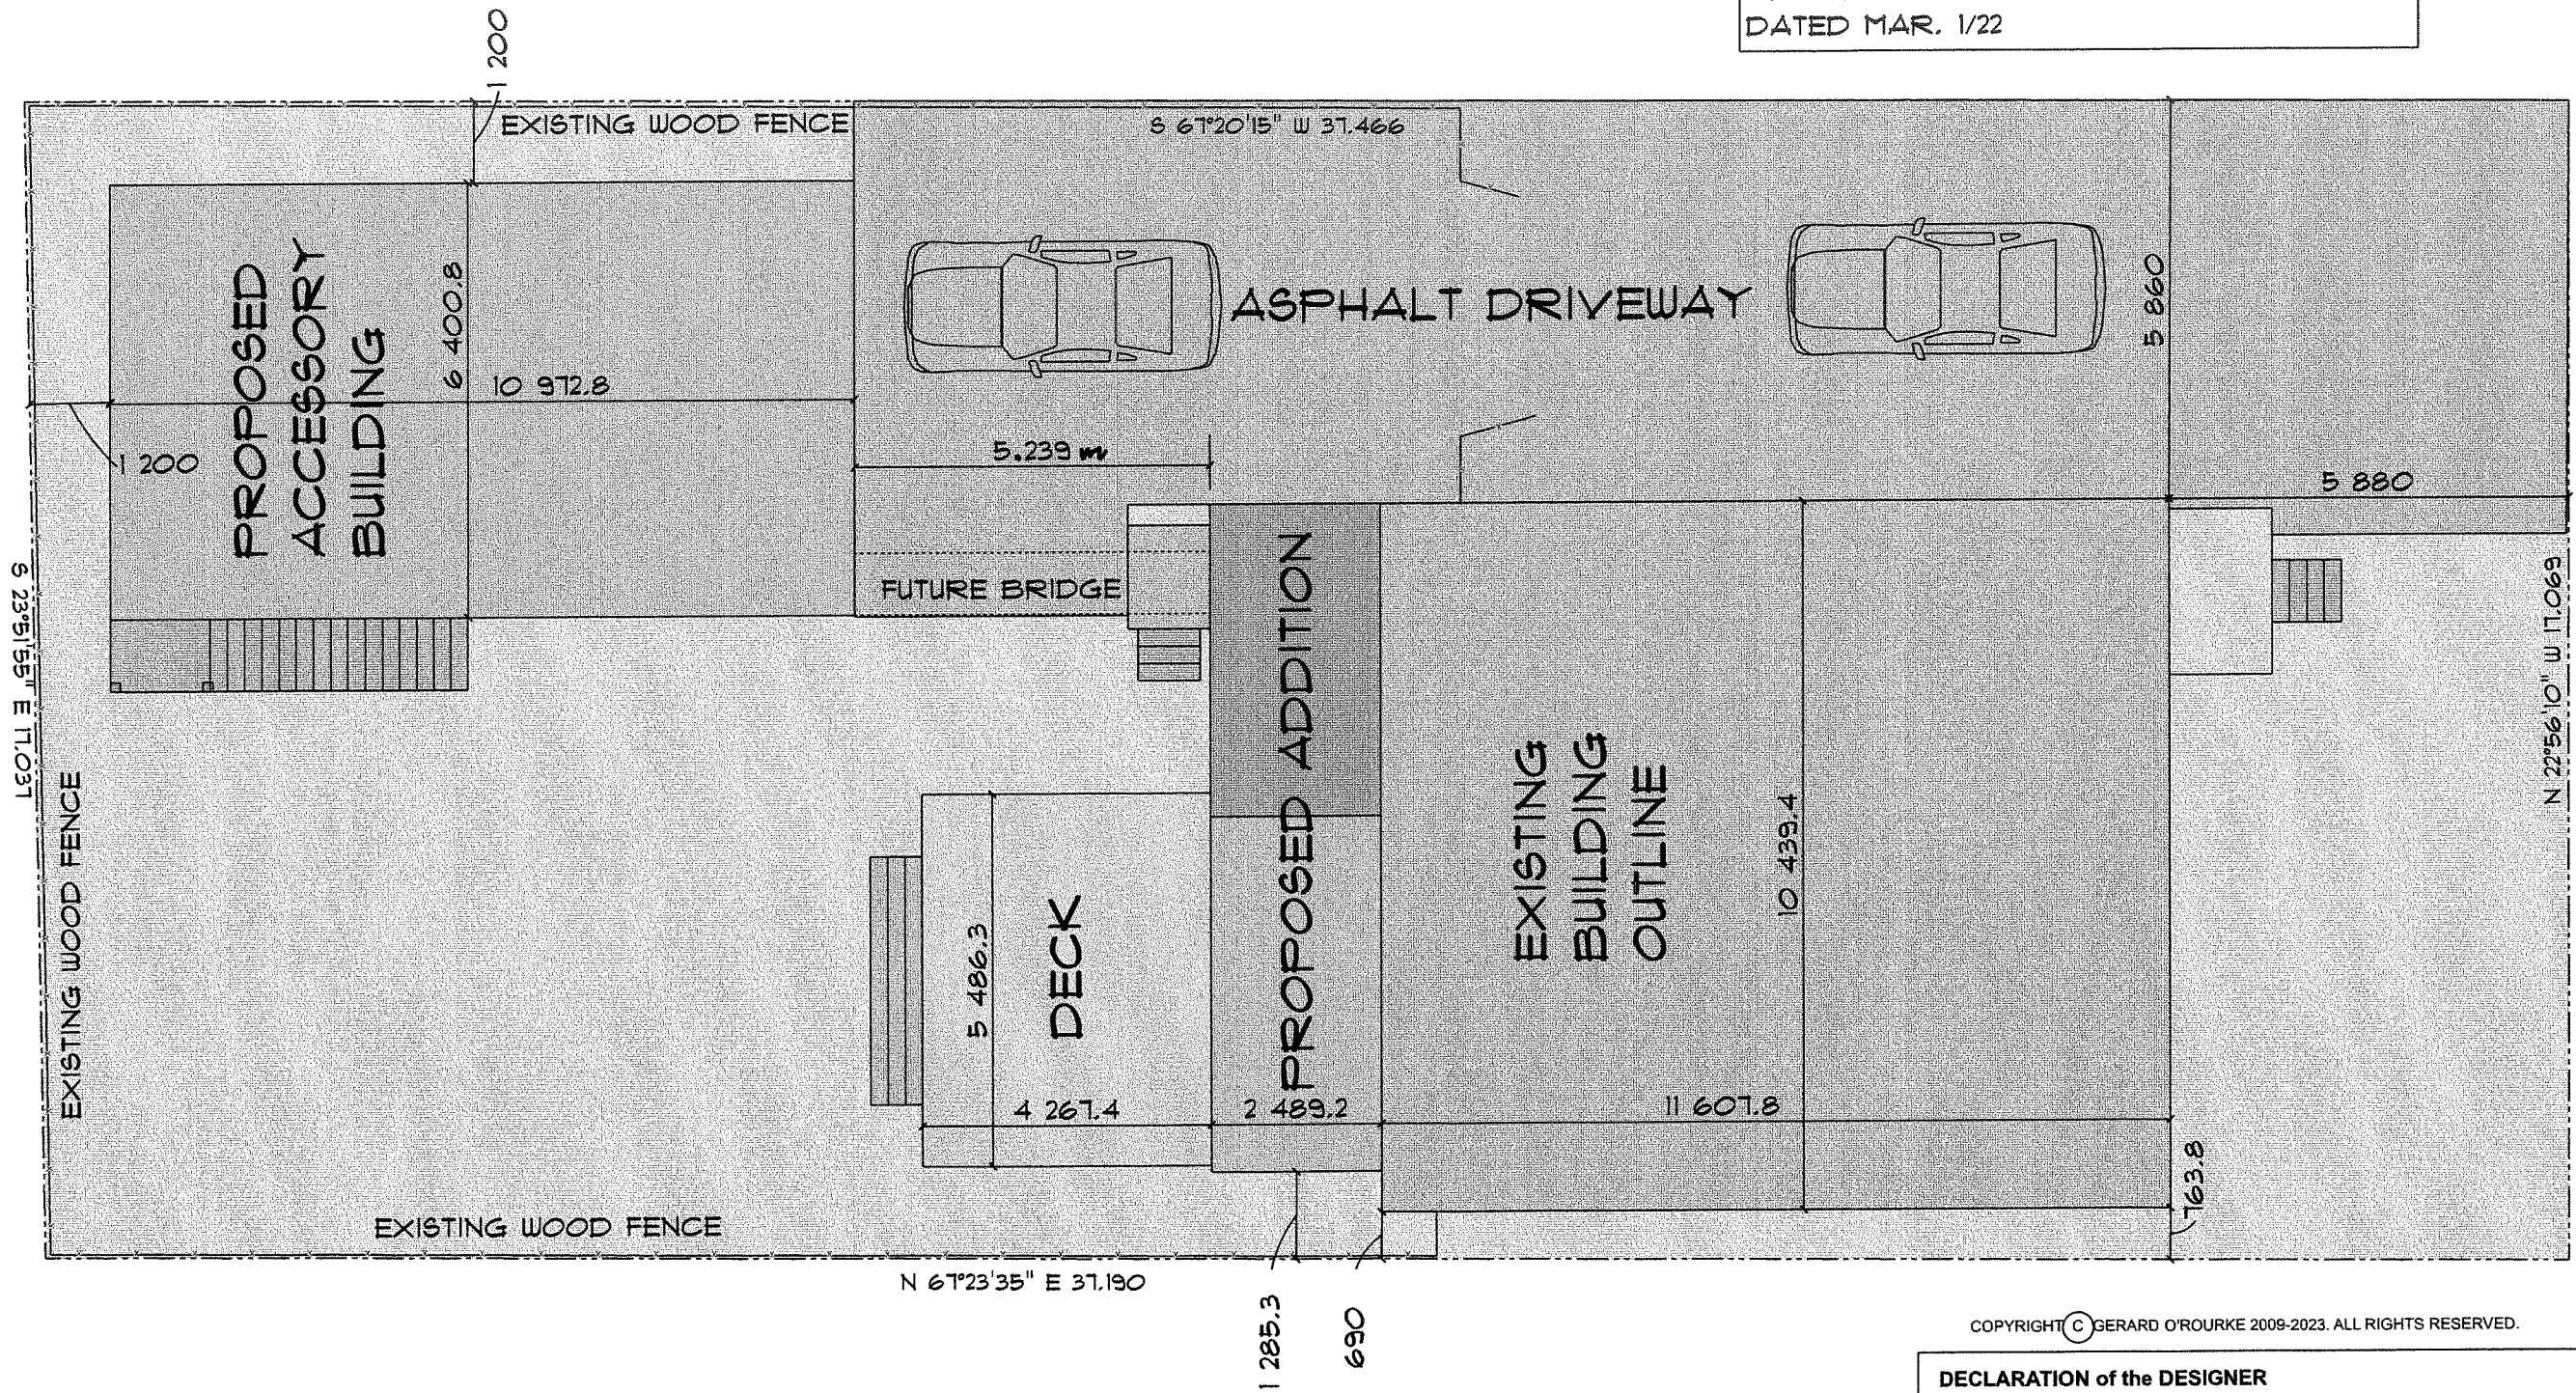 DATED MAR. 1/22
1 200
EXISTING WOOD FENCE
S 67°20'15" W 37.466
PROPOSED
ACCESSORY
BUILDING
6 400.8
10 972.8
1 200
ASPHALT DRIVEWAY
5 860
5.239 m
5 880
FUTURE BRIDGE
PROPOSED ADDITION
S 23°51'55" E 17.037
N 22°56'10" W 17.069
EXISTING WOOD FENCE
EXISTING
BUILDING
OUTLINE
10 439.4
DECK
5 486.3
4 267.4
2 489.2
11 607.8
763.8
EXISTING WOOD FENCE
N 67°23'35" E 37.190
1 285.3
690
COPYRIGHT C GERARD O'ROURKE 2009-2023. ALL RIGHTS RESERVED.
DECLARATION of the DESIGNER